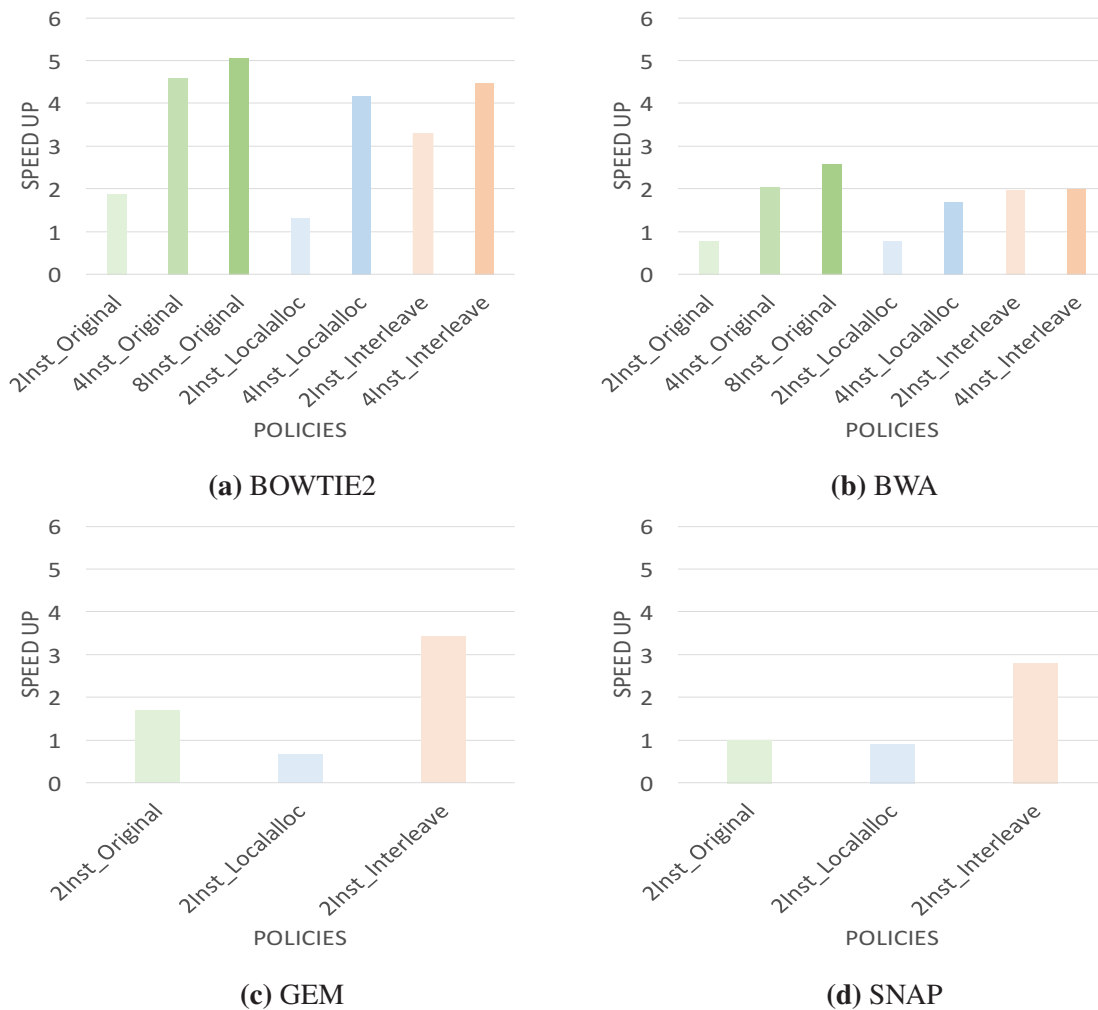 6
5
4
3
2
1
0
SPEED UP
2Inst_Original
4Inst_Original
8Inst_Original
2Inst_Localalloc
4Inst_Localalloc
2Inst_Interleave
4Inst_Interleave
POLICIES
(a) BOWTIE2
6
5
4
3
2
1
0
SPEED UP
2Inst_Original
4Inst_Original
8Inst_Original
2Inst_Localalloc
4Inst_Localalloc
2Inst_Interleave
4Inst_Interleave
POLICIES
(b) BWA
6
5
4
3
2
1
0
SPEED UP
2Inst_Original
2Inst_Localalloc
2Inst_Interleave
POLICIES
(c) GEM
6
5
4
3
2
1
0
SPEED UP
2Inst_Original
2Inst_Localalloc
2Inst_Interleave
POLICIES
(d) SNAP